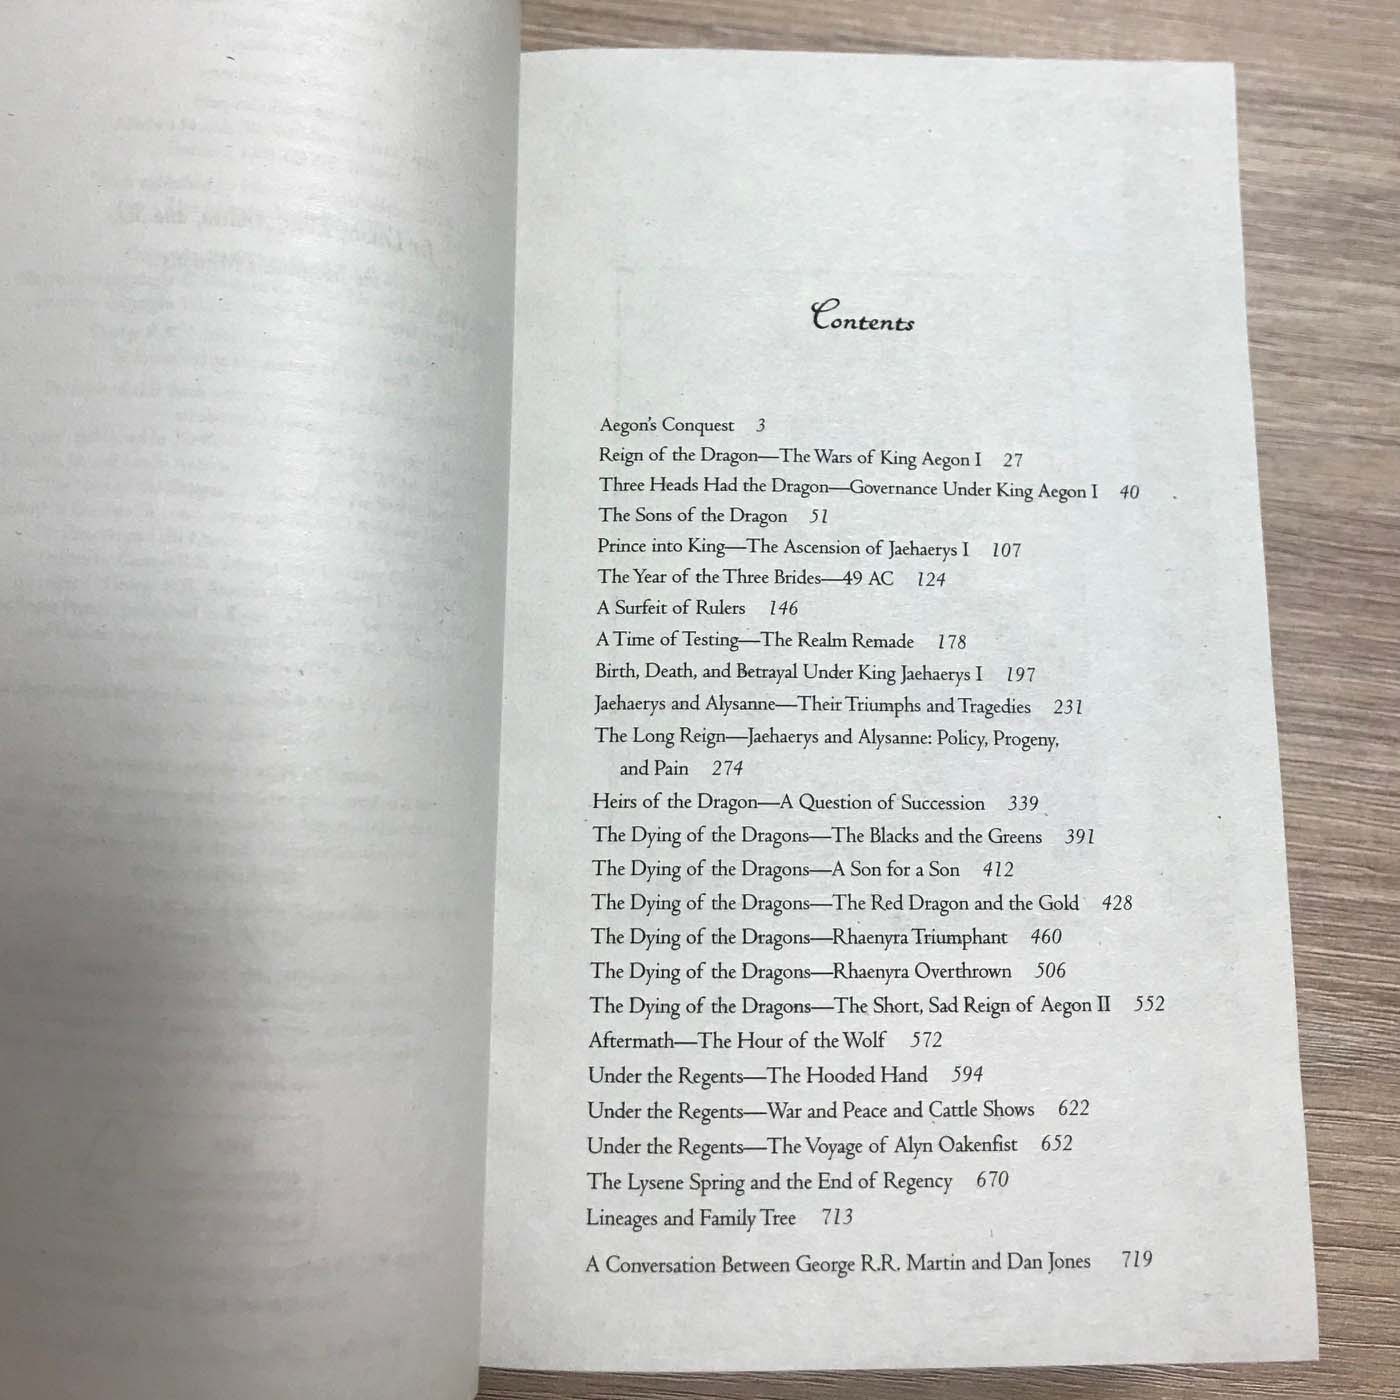 Contents
Aegon's Conquest 3
Reign of the Dragon—The Wars of King Aegon I 27
Three Heads Had the Dragon—Governance Under King Aegon I 40
The Sons of the Dragon 51
Prince into King—The Ascension of Jaehaerys I 107
The Year of the Three Brides—49 AC 124
A Surfeit of Rulers 146
A Time of Testing—The Realm Remade 178
Birth, Death, and Betrayal Under King Jaehaerys I 197
Jaehaerys and Alysanne—Their Triumphs and Tragedies 231
The Long Reign—Jaehaerys and Alysanne: Policy, Progeny,
and Pain 274
Heirs of the Dragon—A Question of Succession 339
The Dying of the Dragons—The Blacks and the Greens 391
The Dying of the Dragons—A Son for a Son 412
The Dying of the Dragons—The Red Dragon and the Gold 428
The Dying of the Dragons—Rhaenyra Triumphant 460
The Dying of the Dragons—Rhaenyra Overthrown 506
The Dying of the Dragons—The Short, Sad Reign of Aegon II 552
Aftermath—The Hour of the Wolf 572
Under the Regents—The Hooded Hand 594
Under the Regents—War and Peace and Cattle Shows 622
Under the Regents—The Voyage of Alyn Oakenfist 652
The Lysene Spring and the End of Regency 670
Lineages and Family Tree 713
A Conversation Between George R.R. Martin and Dan Jones 719